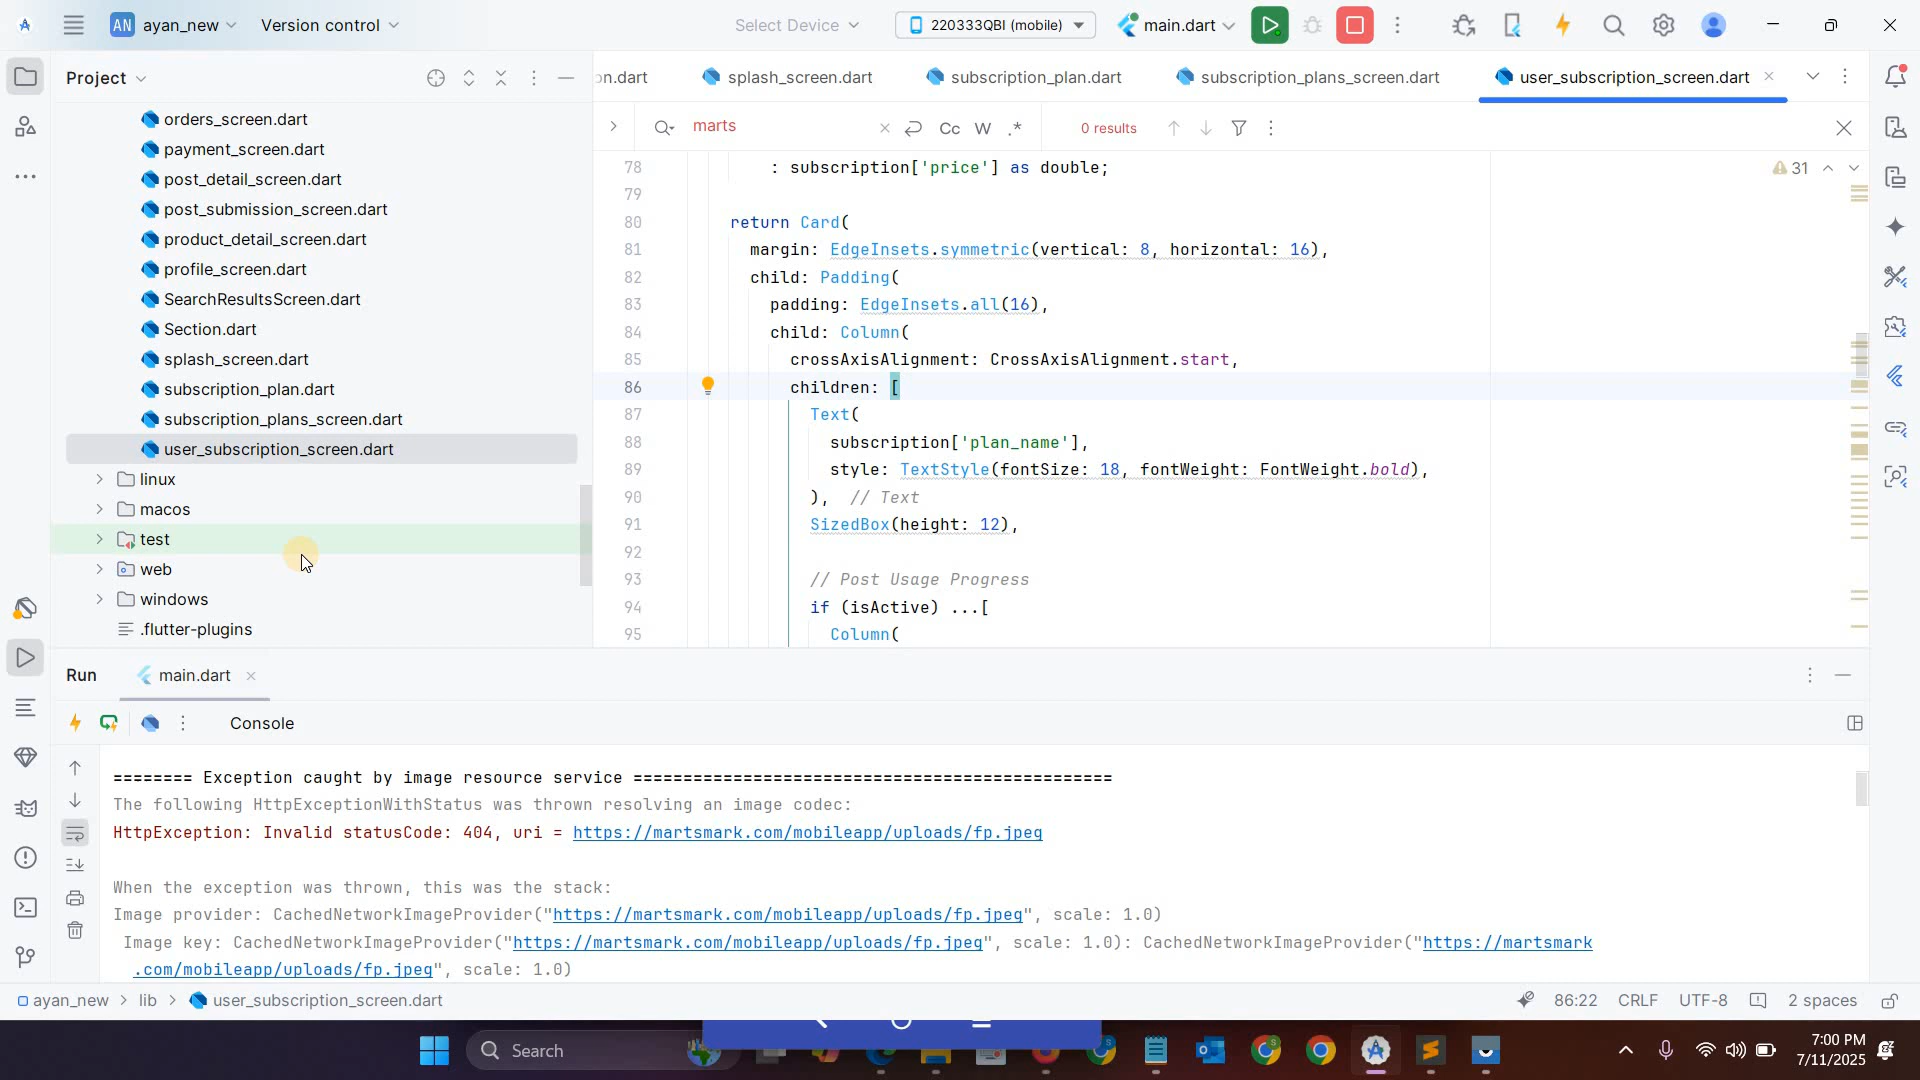 AN ayan_new Version control Select Device 220333QBI (mobile) main.dart
Project
on.dart splash_screen.dart subscription_plan.dart subscription_plans_screen.dart user_subscription_screen.dart
marts Cc W .* 0 results
orders_screen.dart
payment_screen.dart
post_detail_screen.dart
post_submission_screen.dart
product_detail_screen.dart
profile_screen.dart
SearchResultsScreen.dart
Section.dart
splash_screen.dart
subscription_plan.dart
subscription_plans_screen.dart
user_subscription_screen.dart
linux
macos
test
web
windows
.flutter-plugins
31
78 : subscription['price'] as double;
79
80 return Card(
81 margin: EdgeInsets.symmetric(vertical: 8, horizontal: 16),
82 child: Padding(
83 padding: EdgeInsets.all(16),
84 child: Column(
85 crossAxisAlignment: CrossAxisAlignment.start,
86 children: [
87 Text(
88 subscription['plan_name'],
89 style: TextStyle(fontSize: 18, fontWeight: FontWeight.bold),
90 ), // Text
91 SizedBox(height: 12),
92
93 // Post Usage Progress
94 if (isActive) ...[
95 Column(
Run main.dart
Console
======== Exception caught by image resource service ================================================
The following HttpExceptionWithStatus was thrown resolving an image codec:
HttpException: Invalid statusCode: 404, uri = https://martsmark.com/mobileapp/uploads/fp.jpeg
When the exception was thrown, this was the stack:
Image provider: CachedNetworkImageProvider("https://martsmark.com/mobileapp/uploads/fp.jpeg", scale: 1.0)
Image key: CachedNetworkImageProvider("https://martsmark.com/mobileapp/uploads/fp.jpeg", scale: 1.0): CachedNetworkImageProvider("https://martsmark
.com/mobileapp/uploads/fp.jpeg", scale: 1.0)
ayan_new > lib > user_subscription_screen.dart 86:22 CRLF UTF-8 2 spaces
Search
7:00 PM
7/11/2025